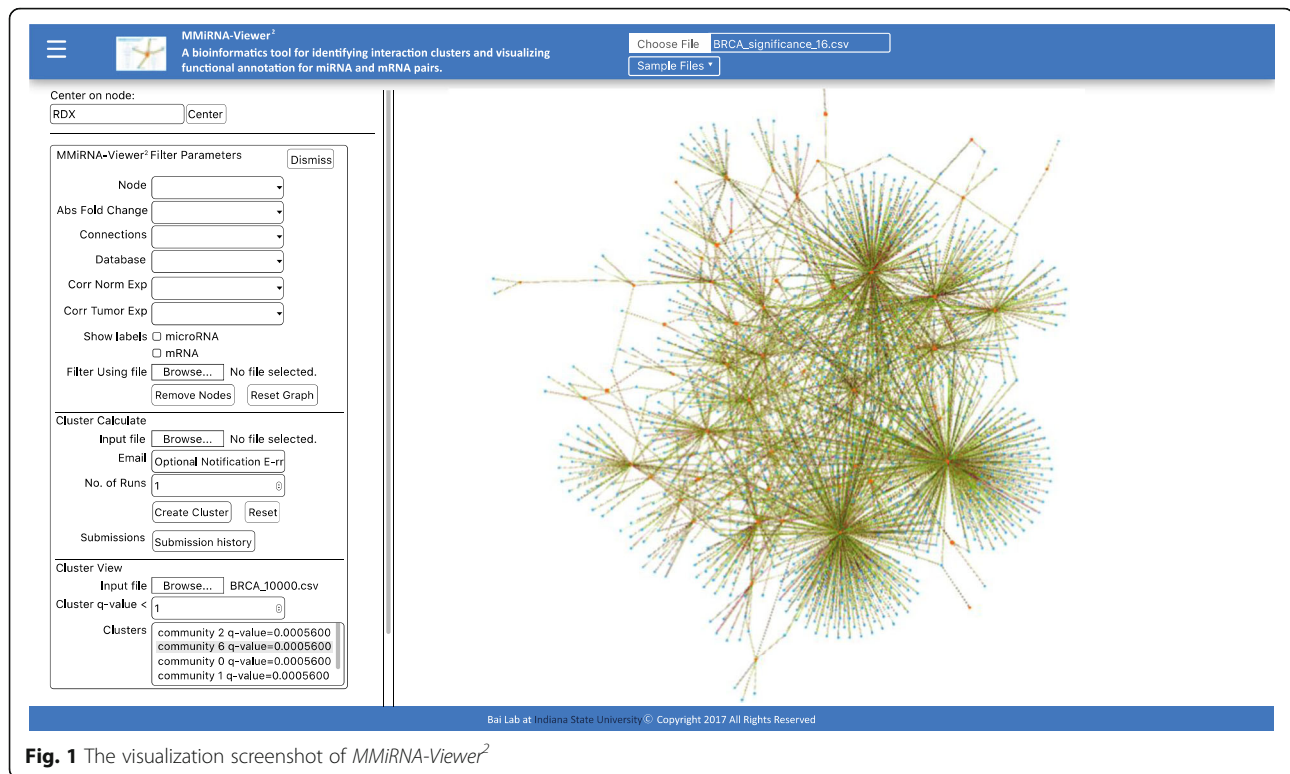 MMiRNA-Viewer²
A bioinformatics tool for identifying interaction clusters and visualizing
functional annotation for miRNA and mRNA pairs.
Choose File BRCA_significance_16.csv
Sample Files
Center on node:
RDX Center
MMiRNA-Viewer² Filter Parameters Dismiss
Node
Abs Fold Change
Connections
Database
Corr Norm Exp
Corr Tumor Exp
Show labels microRNA
mRNA
Filter Using file Browse... No file selected.
Remove Nodes Reset Graph
Cluster Calculate
Input file Browse... No file selected.
Email Optional Notification E-m
No. of Runs 1
Create Cluster Reset
Submissions Submission history
Cluster View
Input file Browse... BRCA_10000.csv
Cluster q-value < 1
Clusters community 2 q-value=0.0005600
community 6 q-value=0.0005600
community 0 q-value=0.0005600
community 1 q-value=0.0005600
Bai Lab at Indiana State University© Copyright 2017 All Rights Reserved
Fig. 1 The visualization screenshot of MMiRNA-Viewer²